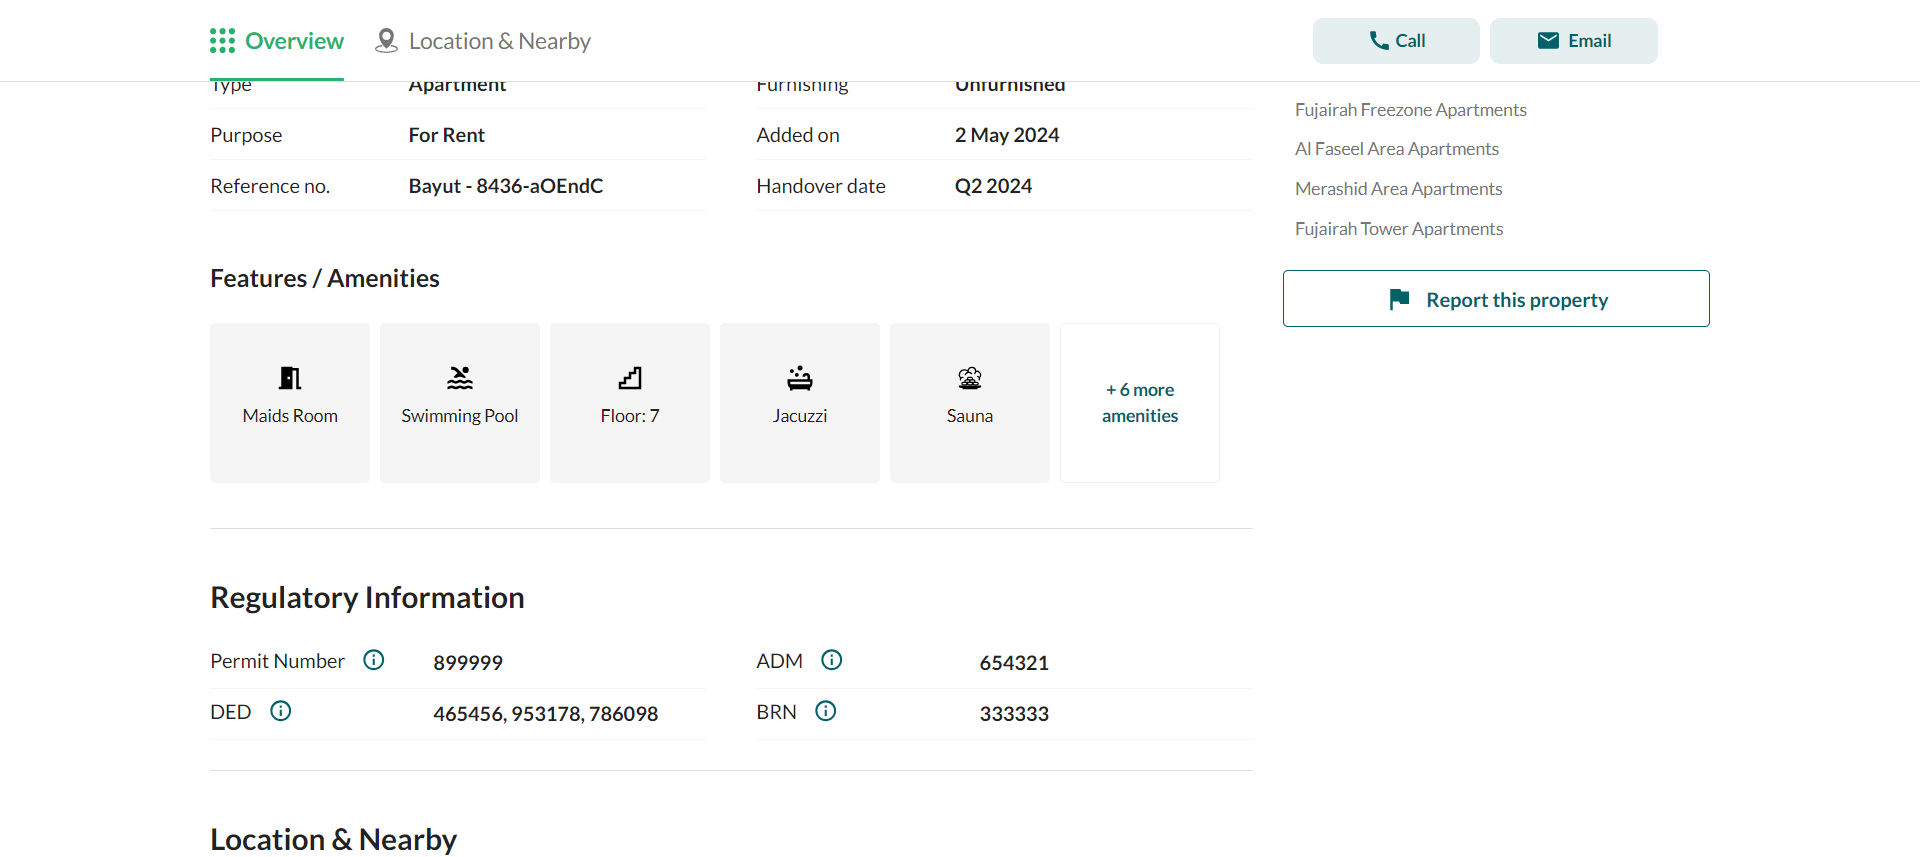 Overview
Location & Nearby
Call
Email
Type Apartment
Furnishing Unfurnished
Purpose For Rent
Added on 2 May 2024
Reference no. Bayut - 8436-aOEndC
Handover date Q2 2024
Fujairah Freezone Apartments
Al Faseel Area Apartments
Merashid Area Apartments
Fujairah Tower Apartments
Report this property
Features / Amenities
Maids Room
Swimming Pool
Floor: 7
Jacuzzi
Sauna
+ 6 more
amenities
Regulatory Information
Permit Number 899999
ADM 654321
DED 465456, 953178, 786098
BRN 333333
Location & Nearby